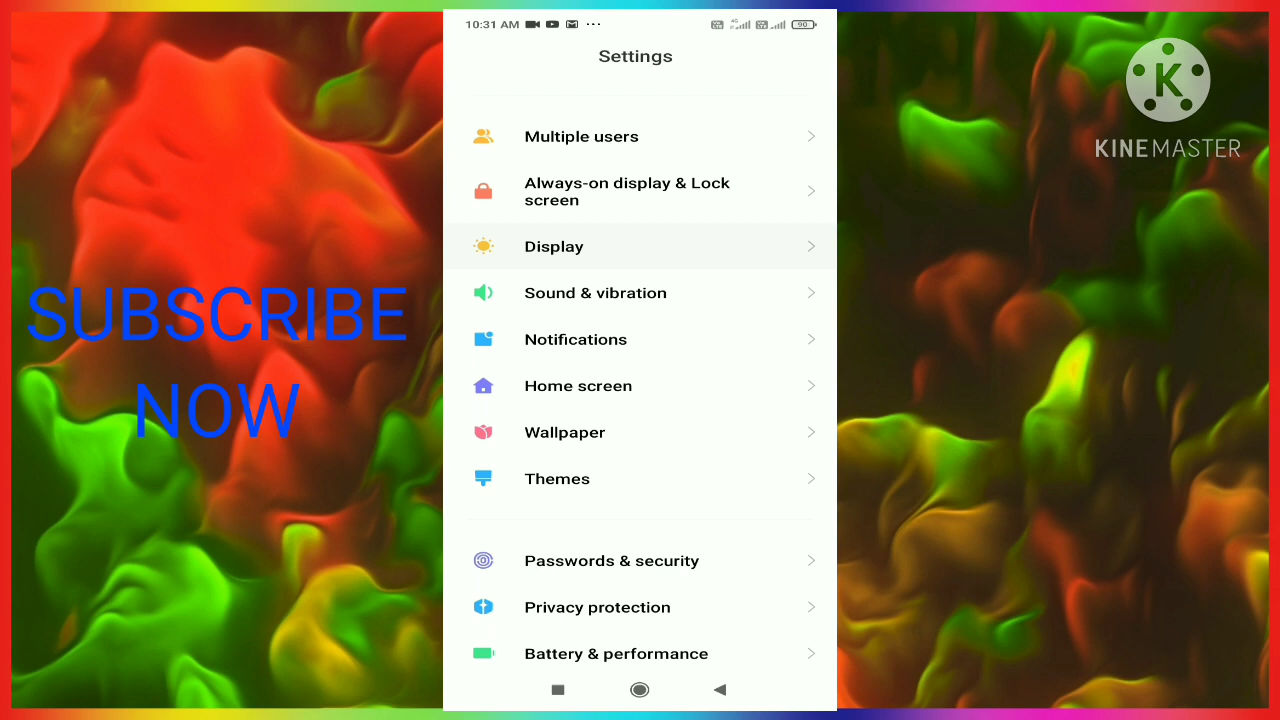 10:31 AM ...
90
Settings
Multiple users
Always-on display & Lock
screen
Display
Sound & vibration
Notifications
Home screen
Wallpaper
Themes
Passwords & security
Privacy protection
Battery & performance
SUBSCRIBE
NOW
K
KINEMASTER